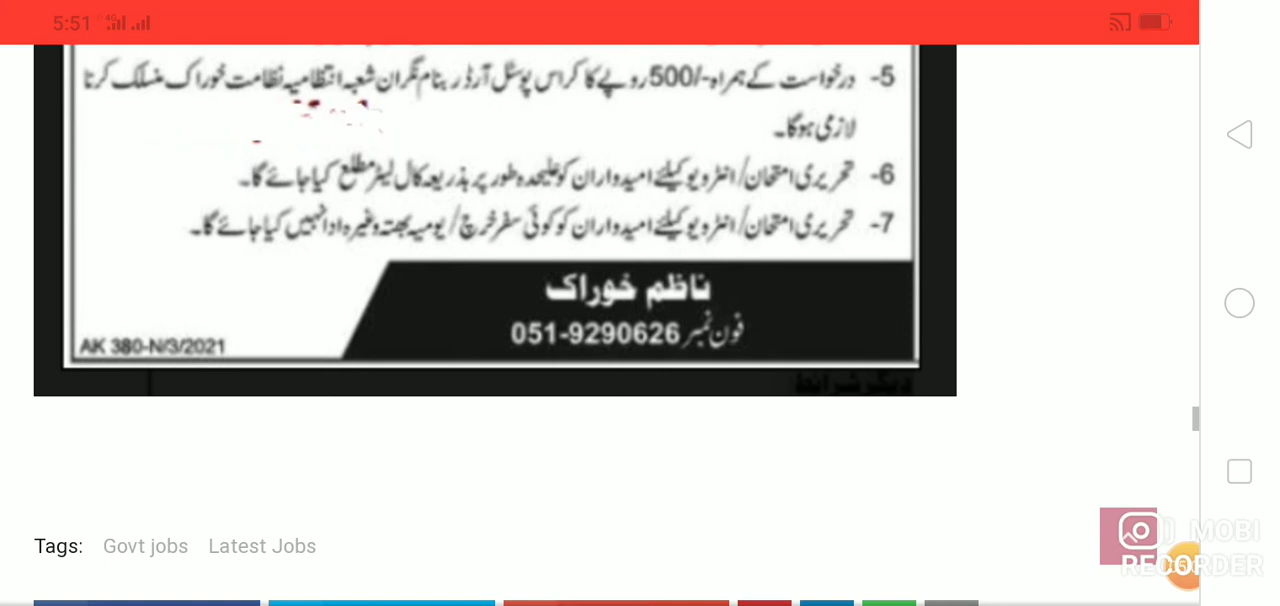 5:51 4G
5- درخواست کے ہمراہ -/500 روپے کا کراس پوسٹل آرڈر بنام نگران شعبہ انتظامیہ نظامت خوراک منسلک کرنا
لازمی ہوگا۔
6- تحریری امتحان/انٹرویو کیلئے امیدواران کو علیحدہ طور پر بذریعہ کال لیٹر مطلع کیا جائے گا۔
7- تحریری امتحان/انٹرویو کیلئے امیدواران کو کوئی سفر خرچ/یومیہ بھتہ وغیرہ ادا نہیں کیا جائے گا۔
ناظم خوراک
فون نمبر 051-9290626
AK 380-N/3/2021
دیگر شرائط
Tags: Govt jobs Latest Jobs
MOBI
RECORDER